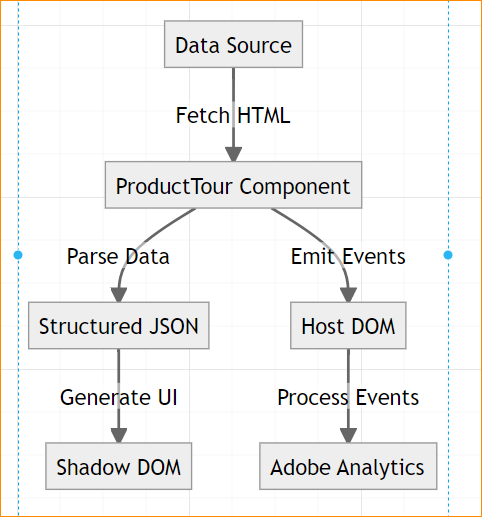 Data Source
Fetch HTML
ProductTour Component
Parse Data
Emit Events
Structured JSON
Host DOM
Generate UI
Process Events
Shadow DOM
Adobe Analytics